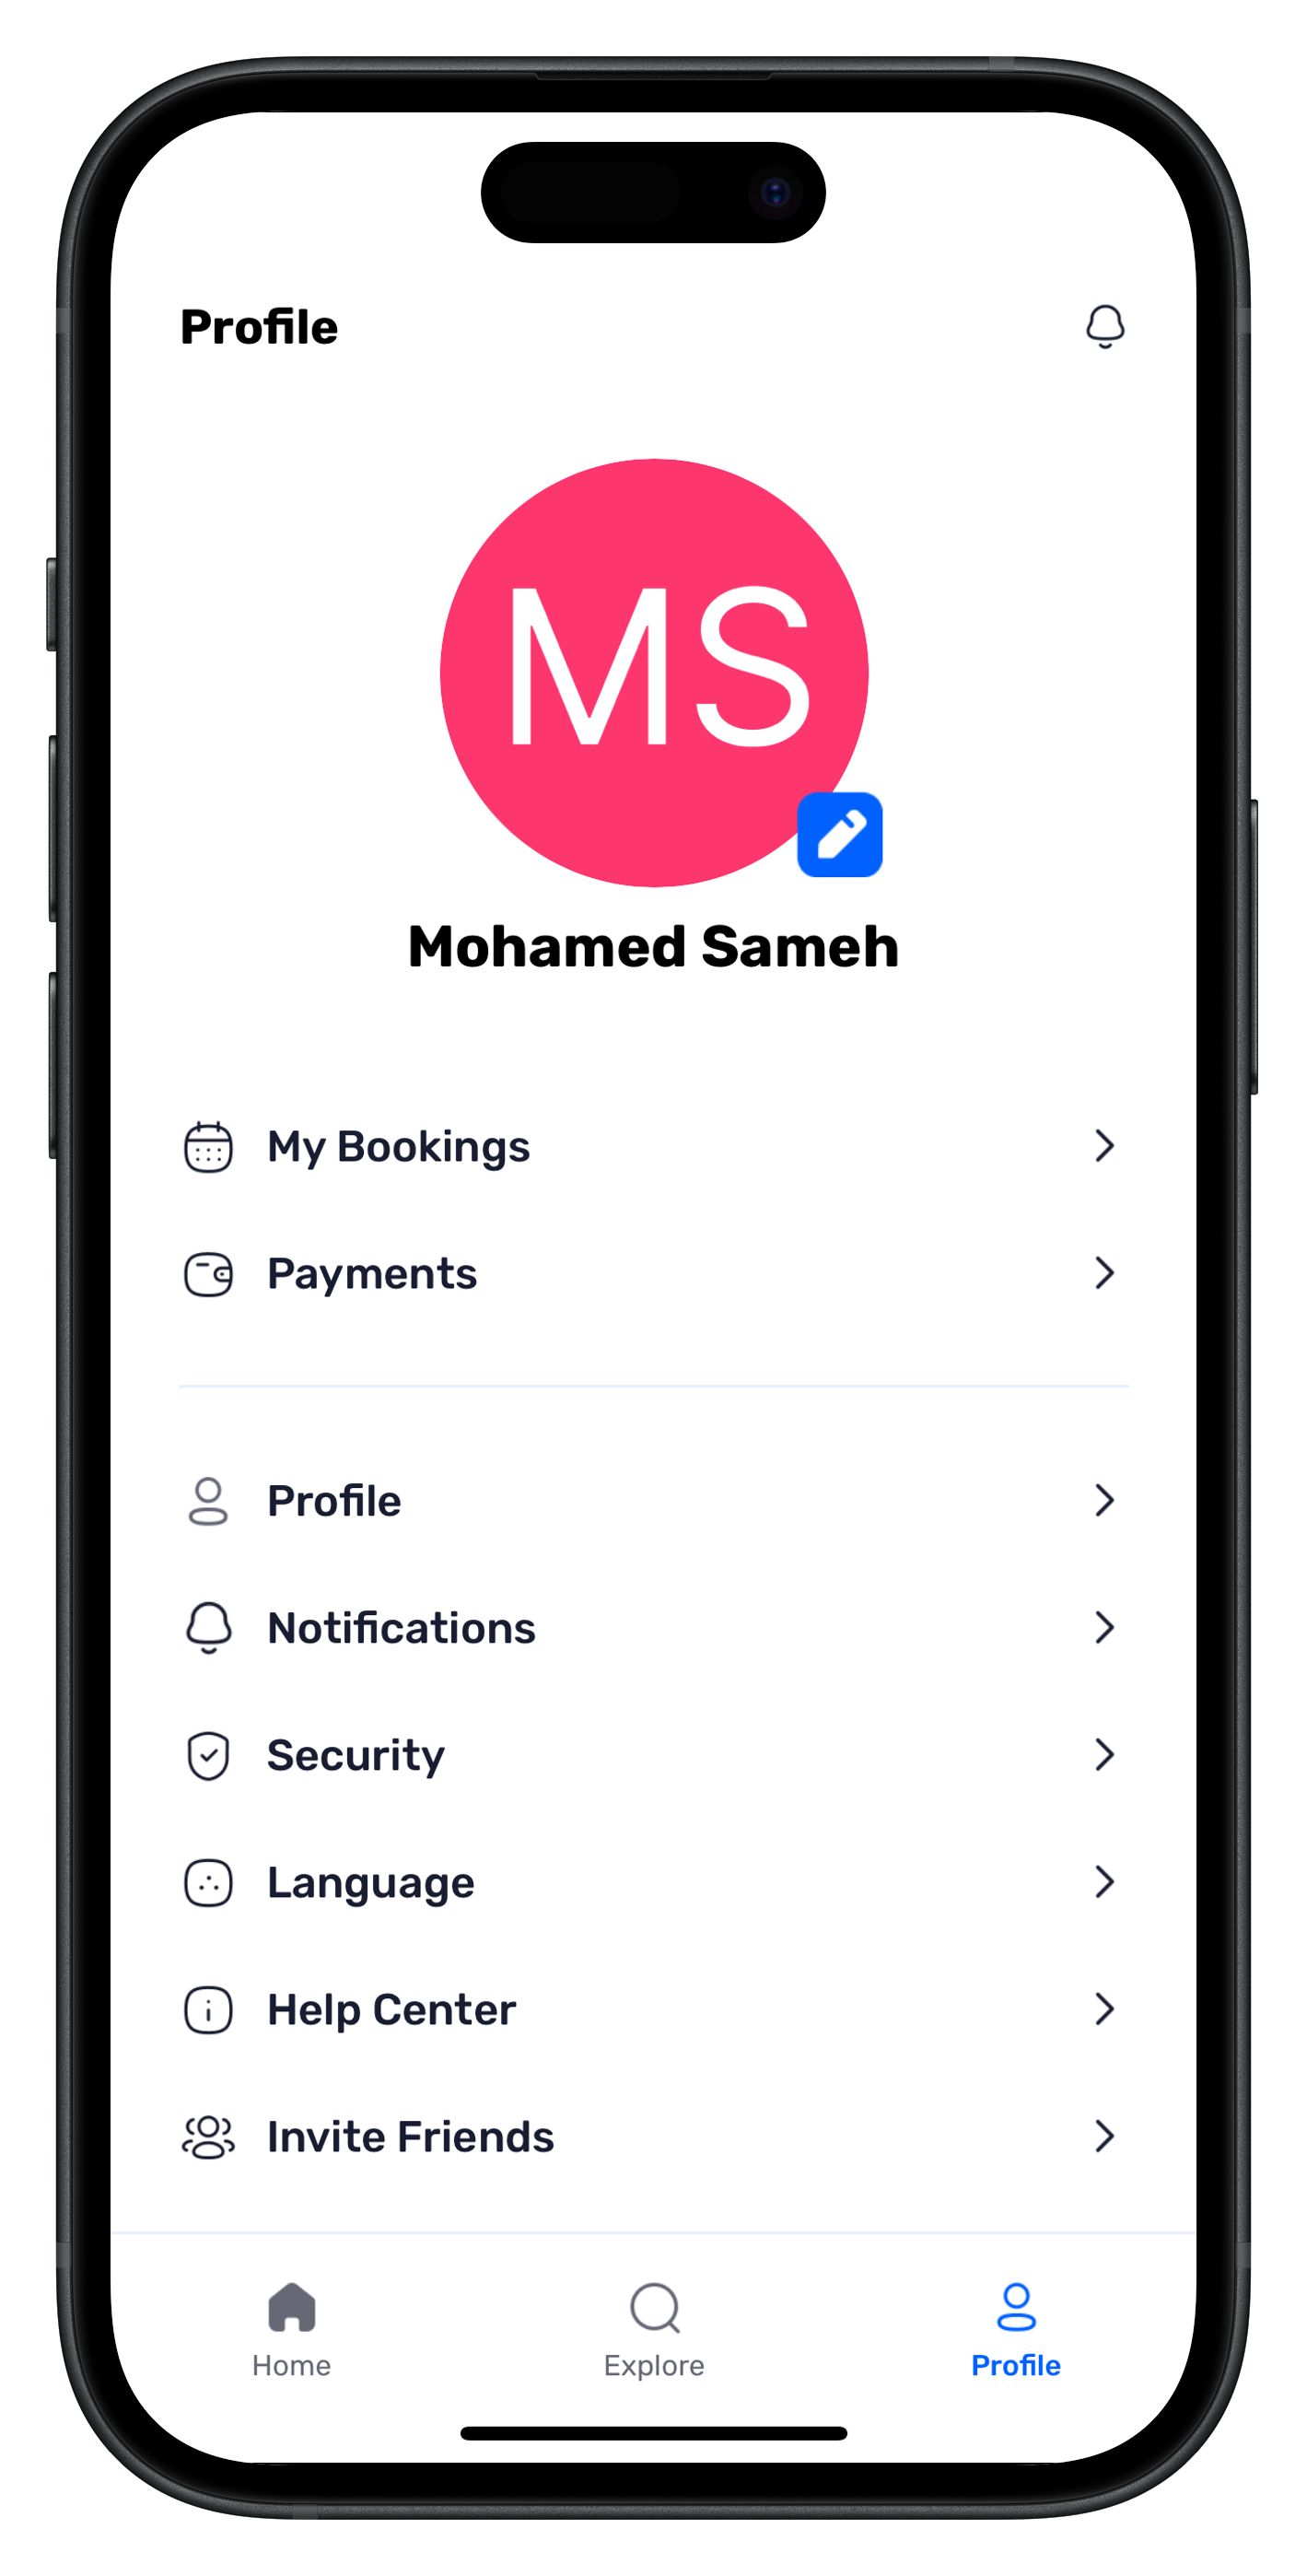 Profile
MS
Mohamed Sameh
My Bookings
Payments
Profile
Notifications
Security
Language
Help Center
Invite Friends
Home
Explore
Profile